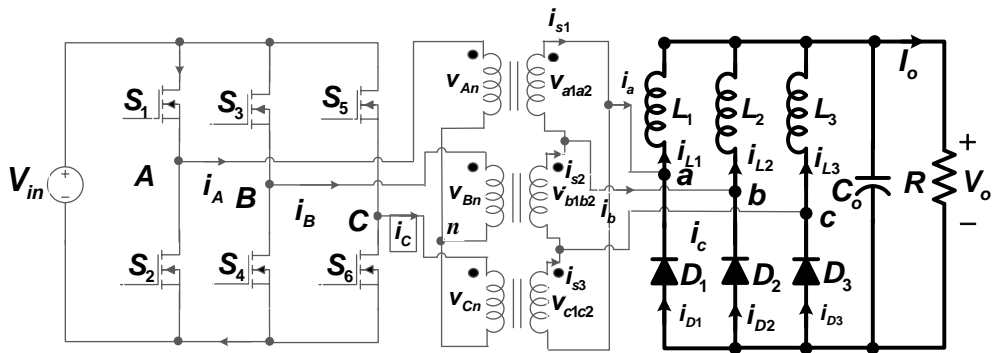 i_s1
I_o
v_An
v_a1a2
i_a
S_1
S_3
S_5
L_1
L_2
L_3
A
i_A
B
i_B
C
i_C
V_in
v_Bn
i_s2
v_b1b2
i_b
n
i_L1
i_L2
i_L3
a
b
c
C_o
R
+
V_o
−
S_2
S_4
S_6
i_c
v_Cn
i_s3
v_c1c2
D_1
D_2
D_3
i_D1
i_D2
i_D3